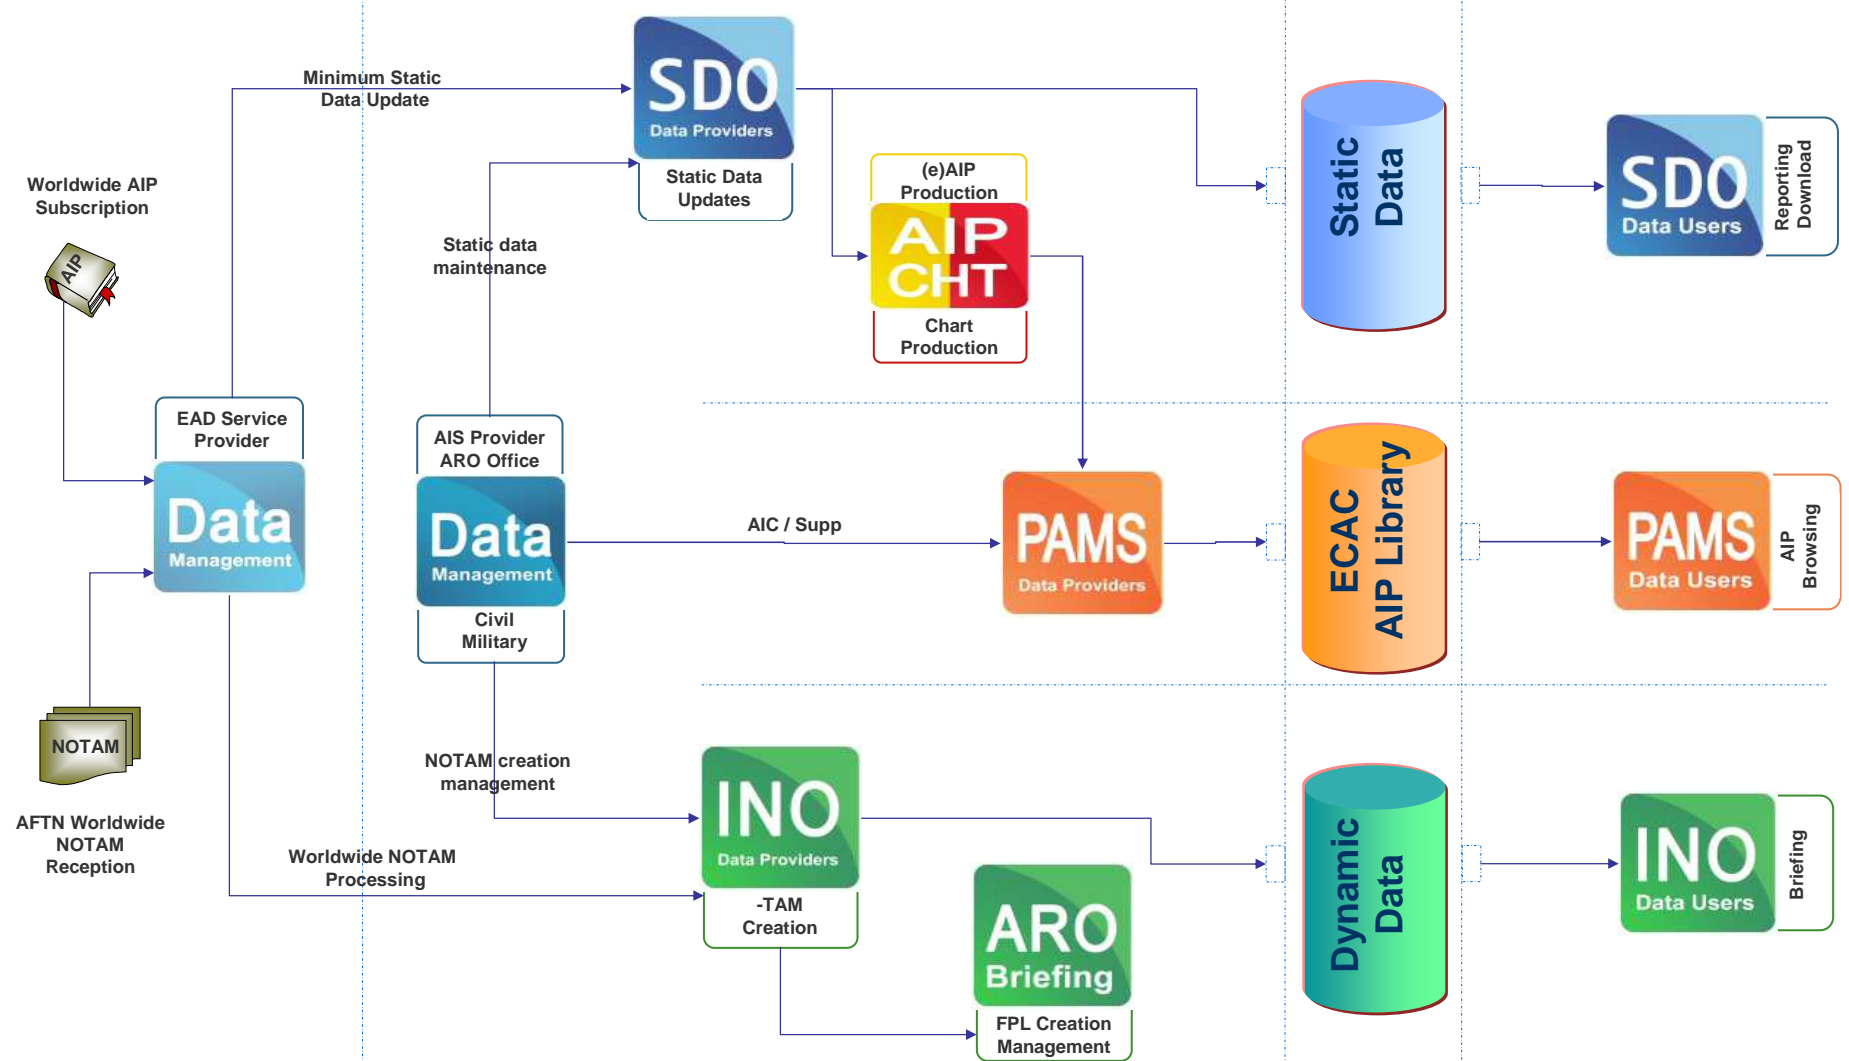 Worldwide AIP
Subscription
AIP
EAD Service
Provider
Data
Management
NOTAM
AFTN Worldwide
NOTAM
Reception
Minimum Static
Data Update
Static data
maintenance
AIS Provider
ARO Office
Data
Management
Civil
Military
NOTAM creation
management
Worldwide NOTAM
Processing
SDO
Data Providers
Static Data
Updates
(e)AIP
Production
AIP
CHT
Chart
Production
AIC / Supp
PAMS
Data Providers
INO
Data Providers
-TAM
Creation
ARO
Briefing
FPL Creation
Management
Static
Data
ECAC
AIP Library
Dynamic
Data
SDO
Data Users
Reporting
Download
PAMS
Data Users
AIP
Browsing
INO
Data Users
Briefing